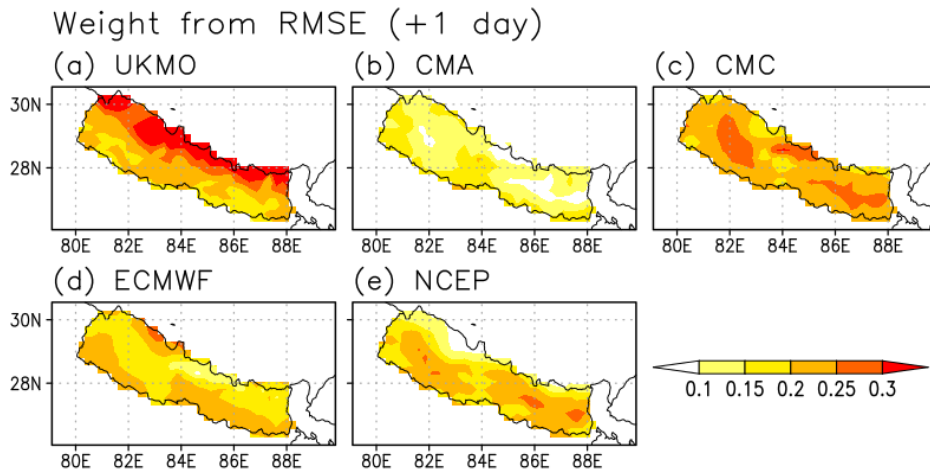 Weight from RMSE (+1 day)
(a) UKMO
(b) CMA
(c) CMC
30N
28N
80E 82E 84E 86E 88E
80E 82E 84E 86E 88E
80E 82E 84E 86E 88E
(d) ECMWF
(e) NCEP
30N
28N
80E 82E 84E 86E 88E
80E 82E 84E 86E 88E
0.1 0.15 0.2 0.25 0.3